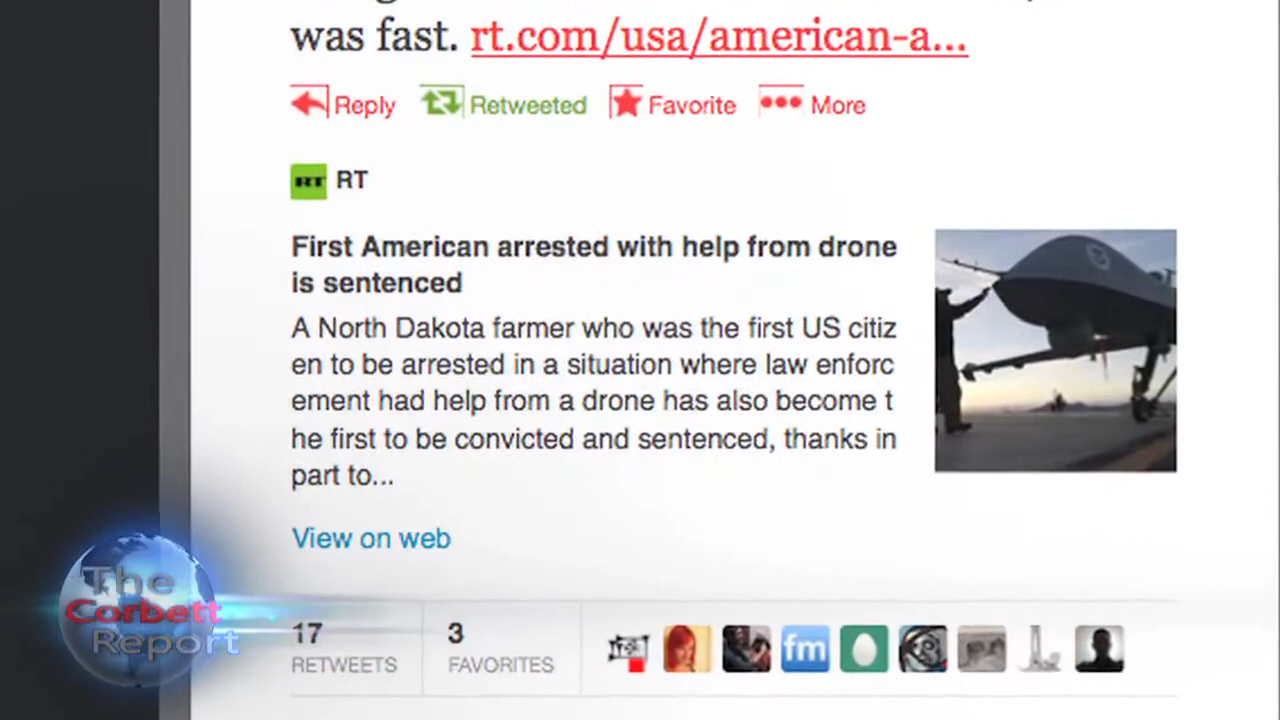 was fast. rt.com/usa/american-a...
Reply Retweeted Favorite More
RT RT
First American arrested with help from drone
is sentenced
A North Dakota farmer who was the first US citiz
en to be arrested in a situation where law enforc
ement had help from a drone has also become t
he first to be convicted and sentenced, thanks in
part to...
View on web
17
RETWEETS
3
FAVORITES
fm
The
Corbett
Report